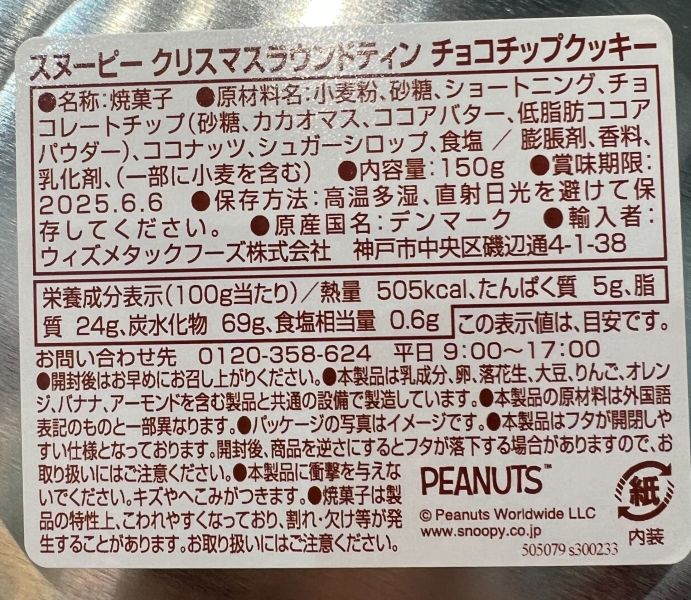 スヌーピー クリスマスラウンドティン チョコチップクッキー
●名称:焼菓子 ●原材料名:小麦粉、砂糖、ショートニング、チョ
コレートチップ(砂糖、カカオマス、ココアバター、低脂肪ココア
パウダー)、ココナッツ、シュガーシロップ、食塩 / 膨脹剤、香料、
乳化剤、(一部に小麦を含む) ●内容量:150g ●賞味期限:
2025.6.6 ●保存方法:高温多湿、直射日光を避けて保
存してください。 ●原産国名:デンマーク ●輸入者:
ウィズメタックフーズ株式会社 神戸市中央区磯辺通4-1-38
栄養成分表示(100g当たり)/熱量 505kcal、たんぱく質 5g、脂
質 24g、炭水化物 69g、食塩相当量 0.6g この表示値は、目安です。
お問い合わせ先 0120-358-624 平日 9:00〜17:00
●開封後はお早めにお召し上がりください。●本製品は乳成分、卵、落花生、大豆、りんご、オレン
ジ、バナナ、アーモンドを含む製品と共通の設備で製造しています。●本製品の原材料は外国語
表記のものと一部異なります。●パッケージの写真はイメージです。●本製品はフタが開閉しや
すい仕様となっております。開封後、商品を逆さにするとフタが落下する場合がありますので、お
取り扱いにはご注意ください。●本製品に衝撃を与えな
いでください。キズやへこみがつきます。●焼菓子は製
品の特性上、こわれやすくなっており、割れ・欠け等が発
生することがあります。お取り扱いにはご注意ください。
PEANUTS™
© Peanuts Worldwide LLC
www.snoopy.co.jp
505079 s300233
紙
内装